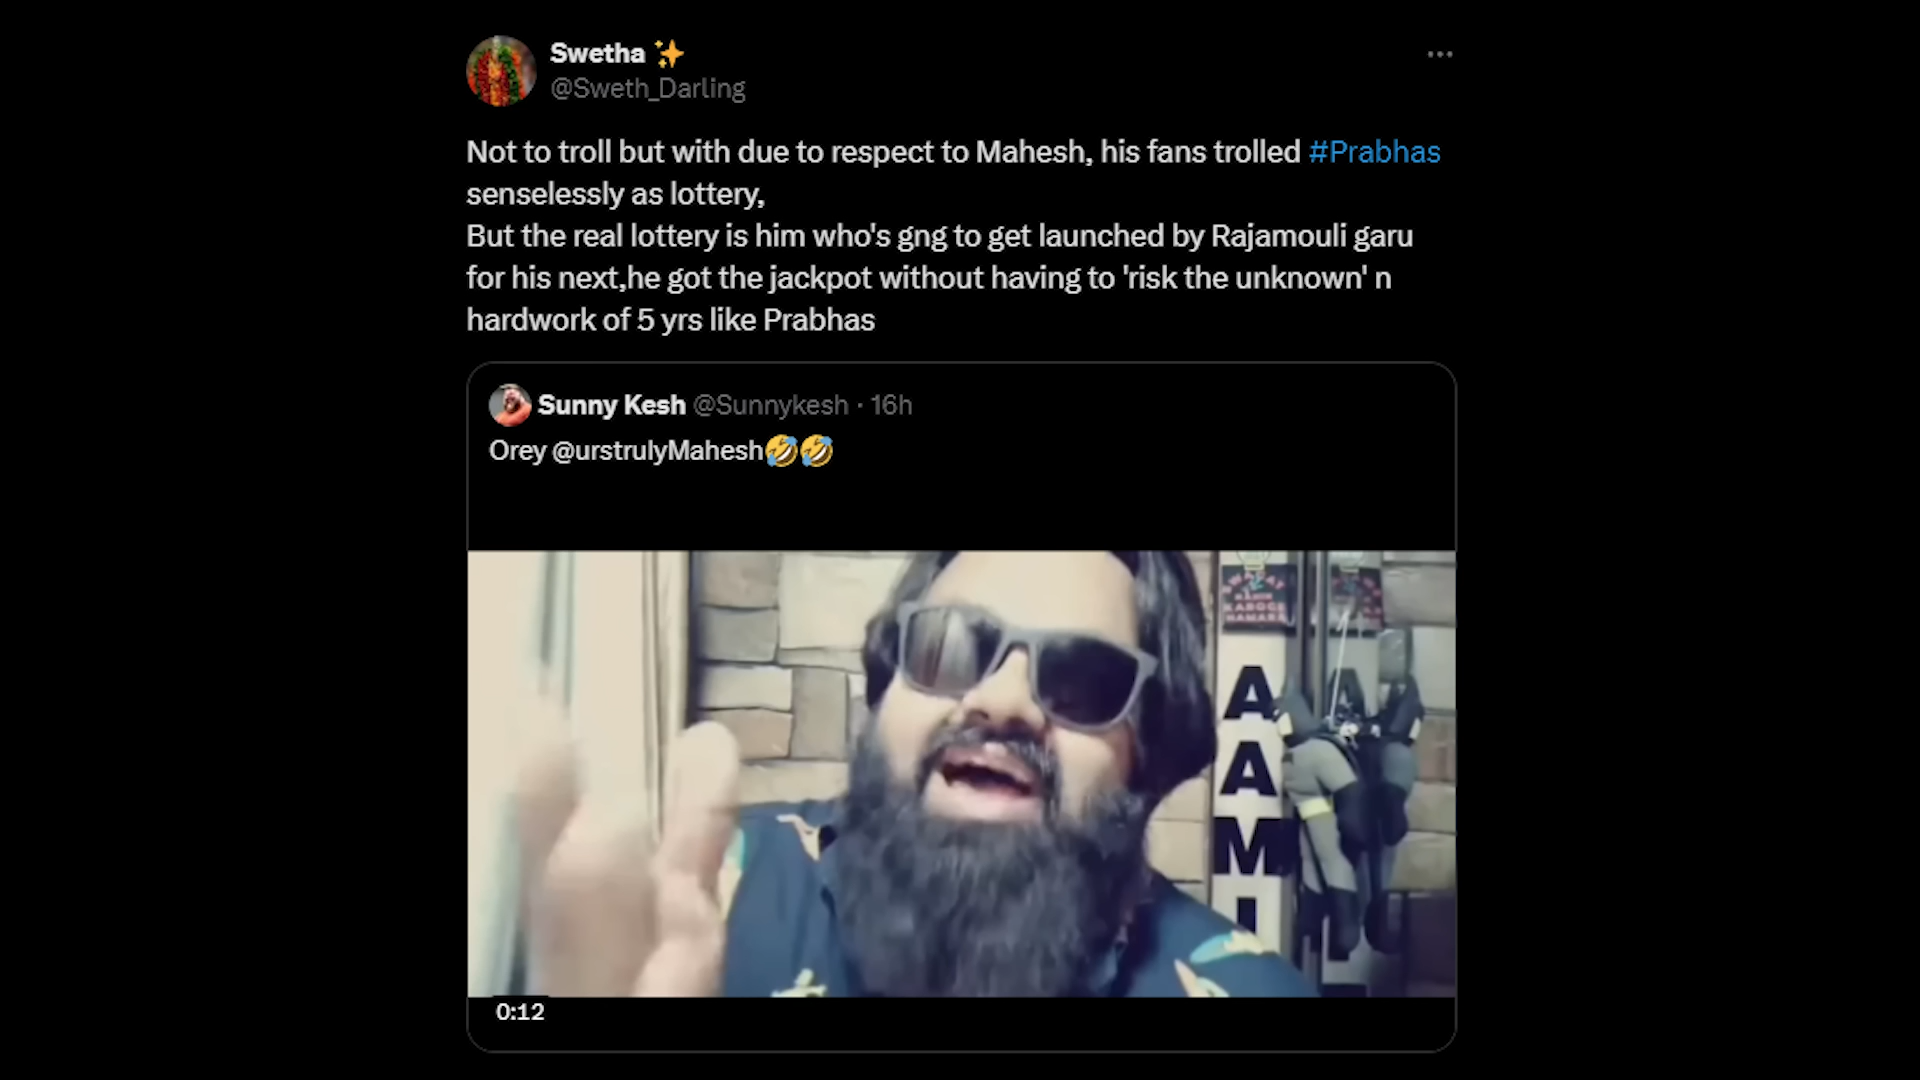 Swetha ✨
@Sweth_Darling
Not to troll but with due to respect to Mahesh, his fans trolled #Prabhas
senselessly as lottery,
But the real lottery is him who's gng to get launched by Rajamouli garu
for his next,he got the jackpot without having to 'risk the unknown' n
hardwork of 5 yrs like Prabhas
Sunny Kesh @Sunnykesh · 16h
Orey @urstrulyMahesh🤣🤣
KAROGE
HAMARA
A
A
M
I
0:12